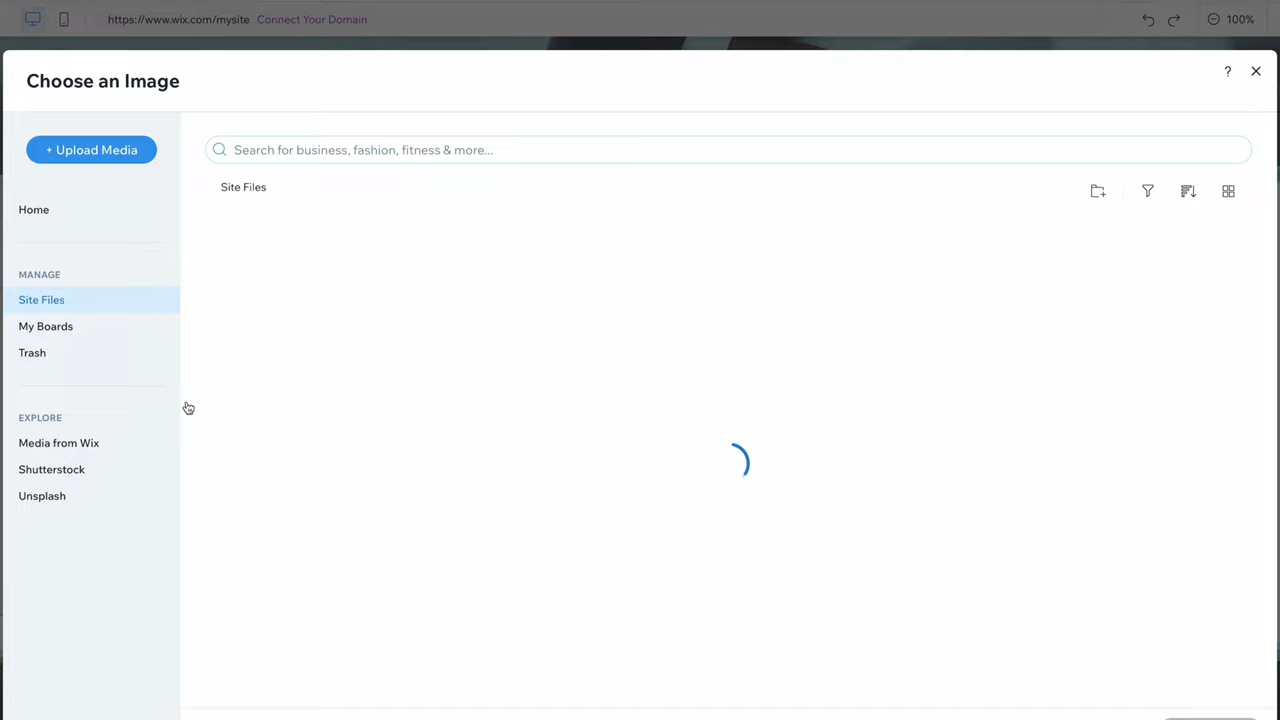 https://www.wix.com/mysite Connect Your Domain
100%
Choose an Image
?
+ Upload Media
Search for business, fashion, fitness & more...
Site Files
Home
MANAGE
Site Files
My Boards
Trash
EXPLORE
Media from Wix
Shutterstock
Unsplash